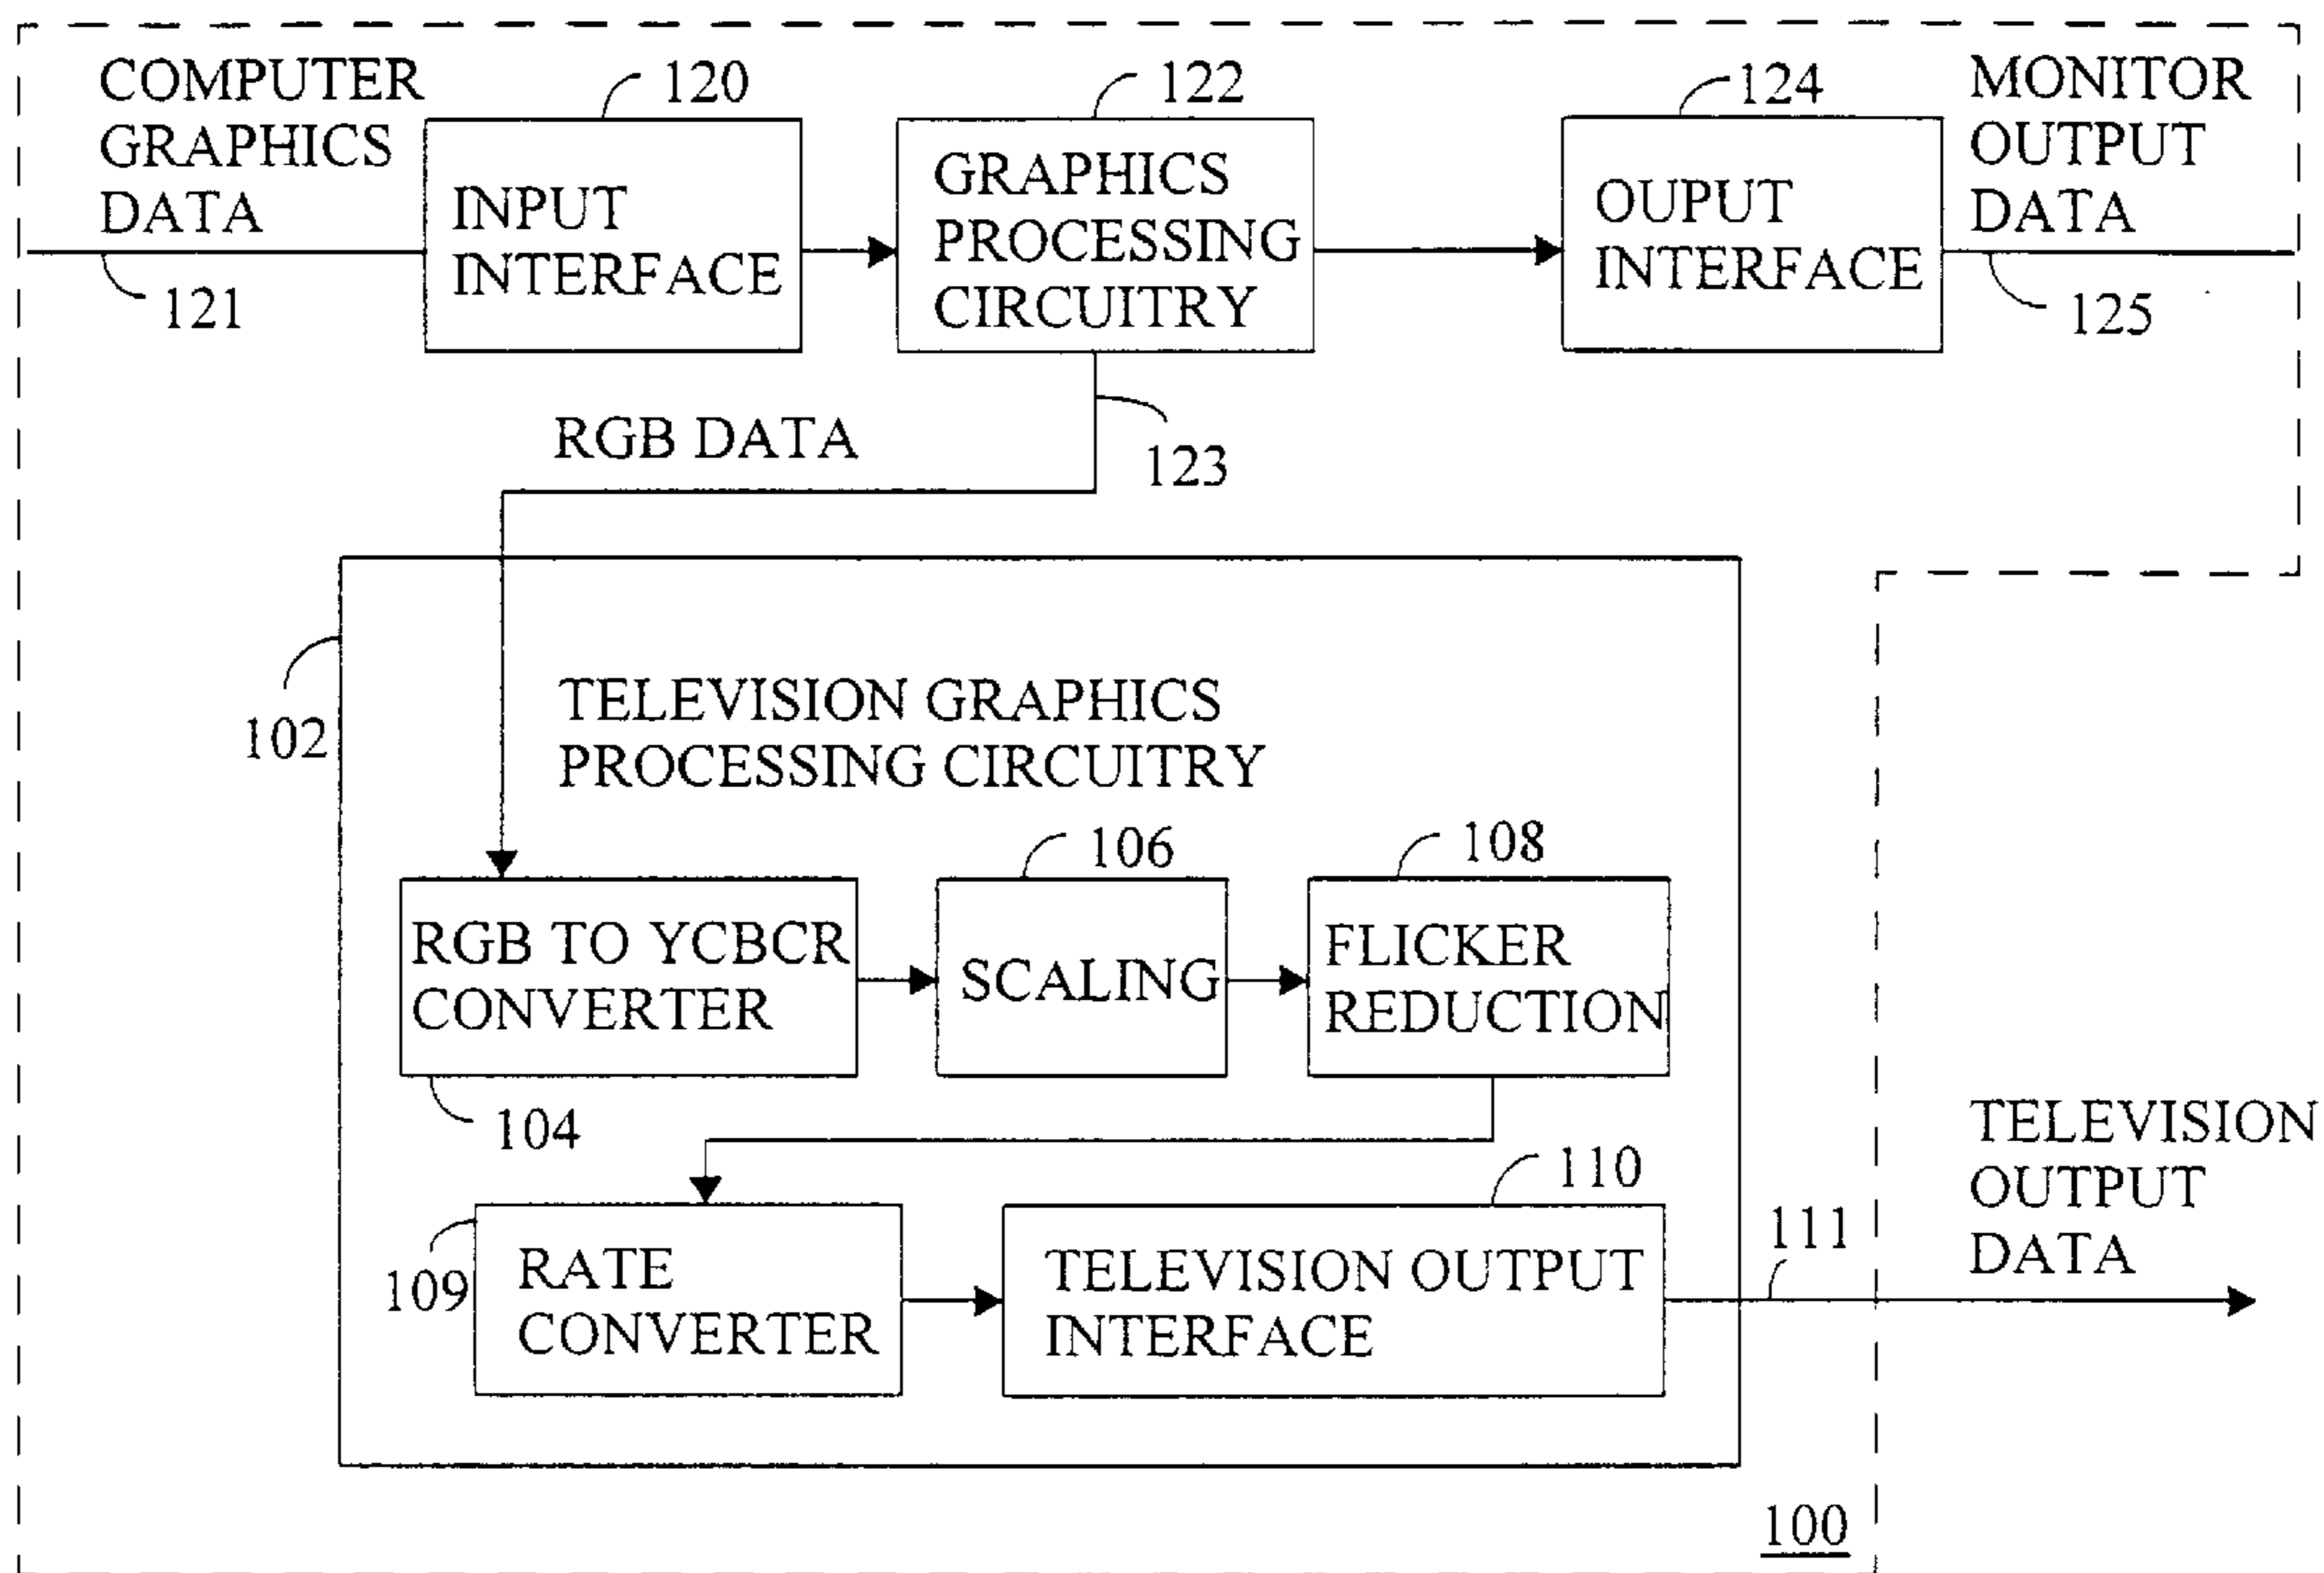 COMPUTER
GRAPHICS
DATA
120
122
124
MONITOR
OUTPUT
DATA
INPUT
INTERFACE
GRAPHICS
PROCESSING
CIRCUITRY
OUPUT
INTERFACE
121
125
RGB DATA
123
102
TELEVISION GRAPHICS
PROCESSING CIRCUITRY
106
108
RGB TO YCBCR
CONVERTER
SCALING
FLICKER
REDUCTION
104
110
109
RATE
CONVERTER
TELEVISION OUTPUT
INTERFACE
111
TELEVISION
OUTPUT
DATA
100